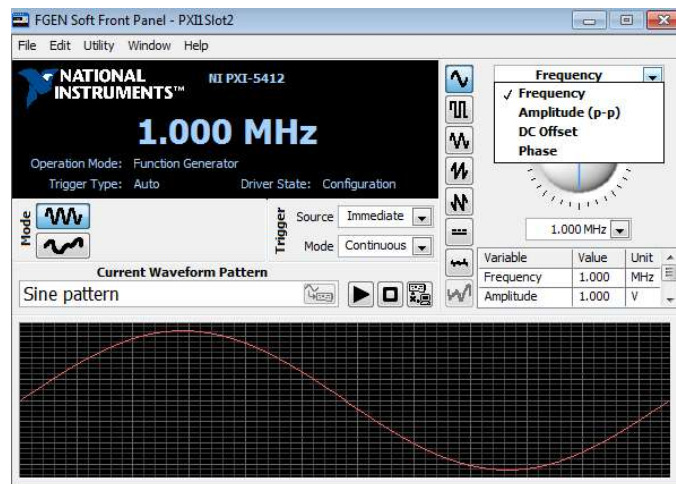 FGEN Soft Front Panel - PXI1Slot2
File Edit Utility Window Help
NATIONAL INSTRUMENTS™
NI PXI-5412
1.000 MHz
Operation Mode: Function Generator
Trigger Type: Auto Driver State: Configuration
Frequency
✓ Frequency
Amplitude (p-p)
DC Offset
Phase
1.000 MHz
Mode
Trigger
Source Immediate
Mode Continuous
Variable Value Unit
Frequency 1.000 MHz
Amplitude 1.000 V
Current Waveform Pattern
Sine pattern